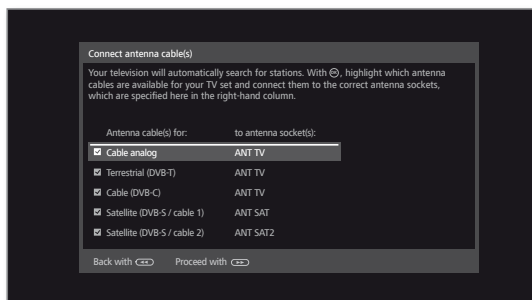 Connect antenna cable(s)
Your television will automatically search for stations. With OK, highlight which antenna
cables are available for your TV set and connect them to the correct antenna sockets,
which are specified here in the right-hand column.
Antenna cable(s) for: to antenna socket(s):
Cable analog ANT TV
Terrestrial (DVB-T) ANT TV
Cable (DVB-C) ANT TV
Satellite (DVB-S / cable 1) ANT SAT
Satellite (DVB-S / cable 2) ANT SAT2
Back with Proceed with